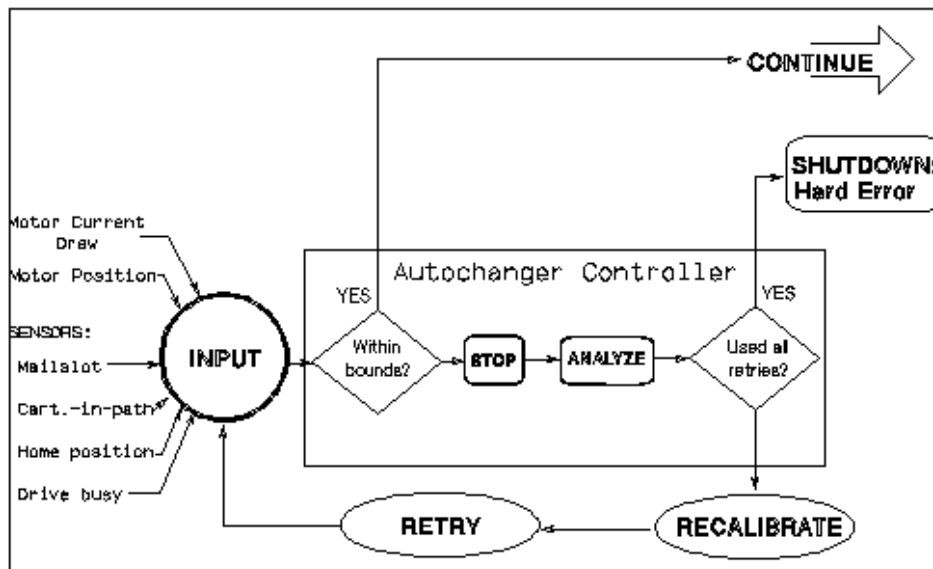 CONTINUE
SHUTDOWN:
Hard Error
Motor Current
Draw
Motor Position
SENSORS:
Mailslot
Cart.-in-path
Home position
Drive busy
INPUT
Autochanger Controller
YES
Within
bounds?
STOP
ANALYZE
YES
Used all
retries?
RETRY
RECALIBRATE